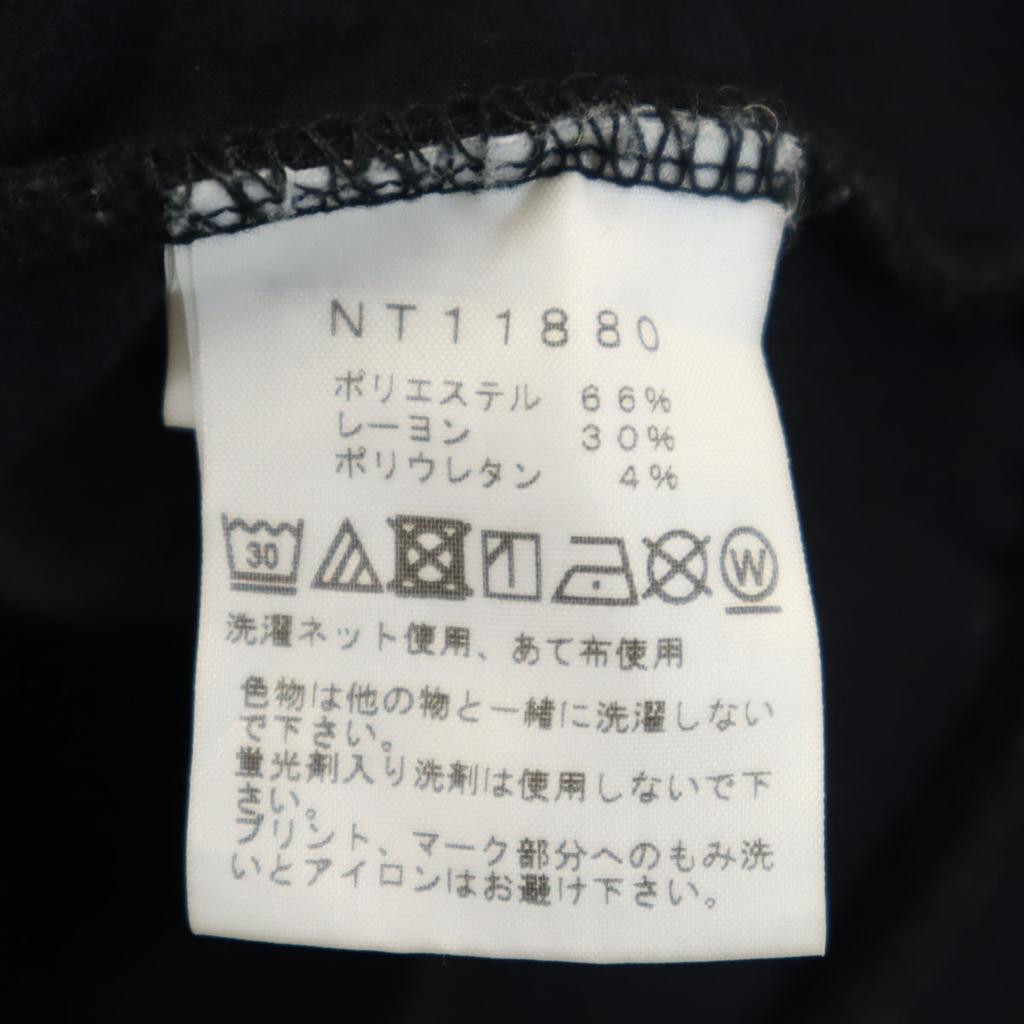 NT11880
ポリエステル 66%
レーヨン 30%
ポリウレタン 4%
30 W
洗濯ネット使用、あて布使用
色物は他の物と一緒に洗濯しない
で下さい。
蛍光剤入り洗剤は使用しないで下
さい。
プリント、マーク部分へのもみ洗
いとアイロンはお避け下さい。